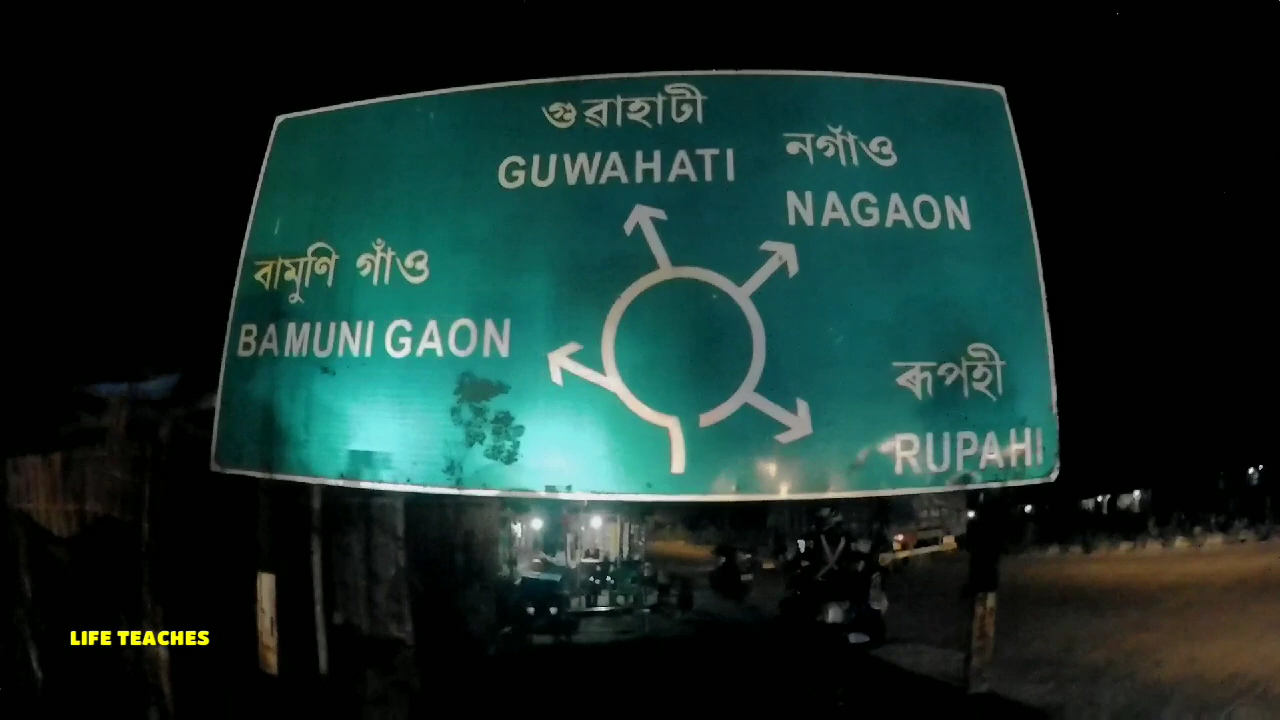 গুৱাহাটী
GUWAHATI
নগাঁও
NAGAON
বামুণি গাঁও
BAMUNI GAON
ৰূপহী
RUPAHI
LIFE TEACHES